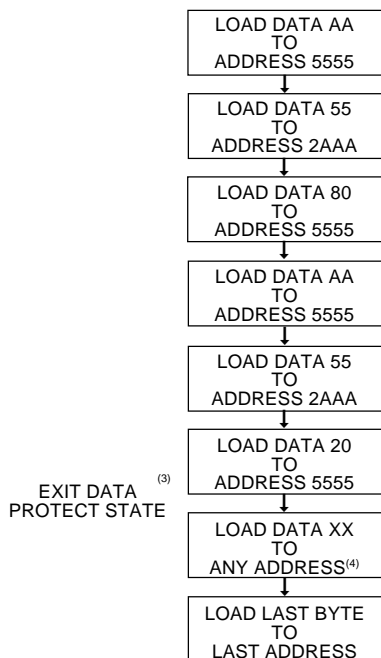 LOAD DATA AA
TO
ADDRESS 5555
LOAD DATA 55
TO
ADDRESS 2AAA
LOAD DATA 80
TO
ADDRESS 5555
LOAD DATA AA
TO
ADDRESS 5555
LOAD DATA 55
TO
ADDRESS 2AAA
LOAD DATA 20
TO
ADDRESS 5555
EXIT DATA (3)
PROTECT STATE
LOAD DATA XX
TO
ANY ADDRESS(4)
LOAD LAST BYTE
TO
LAST ADDRESS